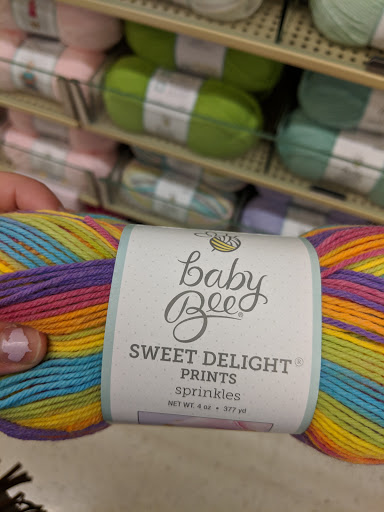 baby
Bee®
SWEET DELIGHT®
PRINTS
sprinkles
NET WT. 4 oz • 377 yd